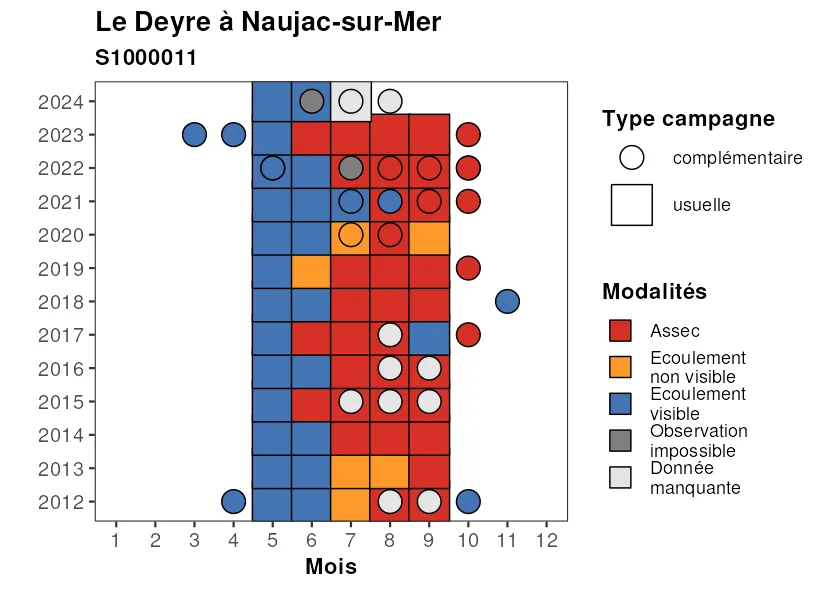 Le Deyre à Naujac-sur-Mer
S1000011
2024
2023
2022
2021
2020
2019
2018
2017
2016
2015
2014
2013
2012
1 2 3 4 5 6 7 8 9 10 11 12
Mois
Type campagne
complémentaire
usuelle
Modalités
Assec
Ecoulement
non visible
Ecoulement
visible
Observation
impossible
Donnée
manquante